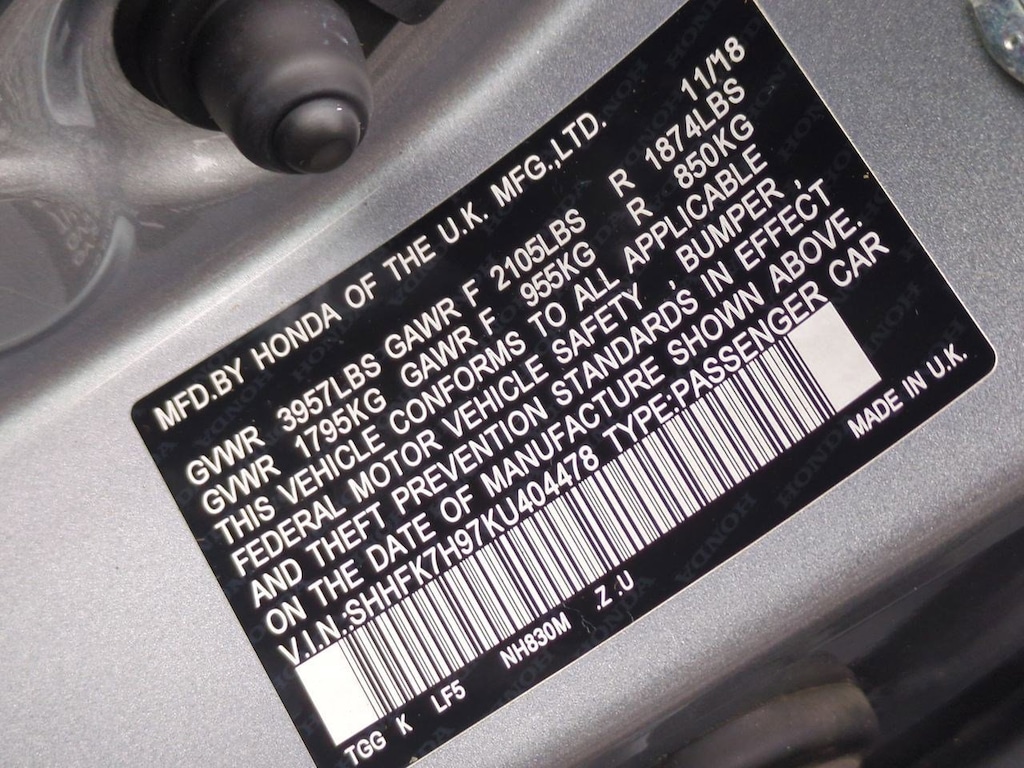 MFD.BY HONDA OF THE U.K. MFG.,LTD. 11/18
GVWR 3957LBS GAWR F 2105LBS R 1874LBS
GVWR 1795KG GAWR F 955KG R 850KG
THIS VEHICLE CONFORMS TO ALL APPLICABLE
FEDERAL MOTOR VEHICLE SAFETY , BUMPER ,
AND THEFT PREVENTION STANDARDS IN EFFECT
ON THE DATE OF MANUFACTURE SHOWN ABOVE.
V.I.N.:SHHFK7H97KU404478 TYPE:PASSENGER CAR
TGG K LF5 NH830M .Z .U MADE IN U.K.